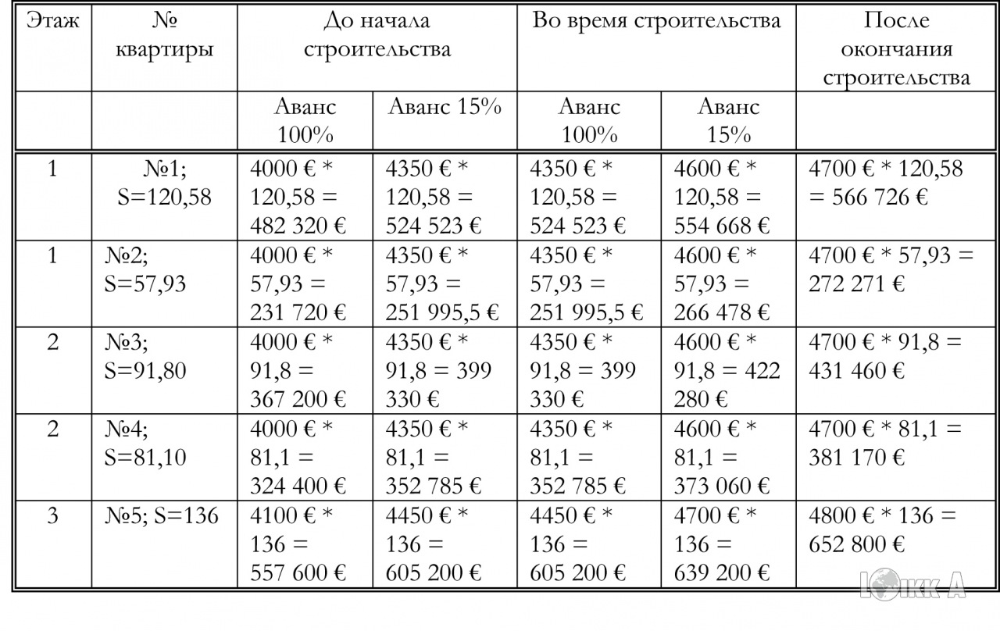 Этаж
№
квартиры
До начала
строительства
Во время строительства
После
окончания
строительства
Аванс
100%
Аванс 15%
Аванс
100%
Аванс
15%
1
№1;
S=120,58
4000 € *
120,58 =
482 320 €
4350 € *
120,58 =
524 523 €
4350 € *
120,58 =
524 523 €
4600 € *
120,58 =
554 668 €
4700 € * 120,58
= 566 726 €
1
№2;
S=57,93
4000 € *
57,93 =
231 720 €
4350 € *
57,93 =
251 995,5 €
4350 € *
57,93 =
251 995,5 €
4600 € *
57,93 =
266 478 €
4700 € * 57,93 =
272 271 €
2
№3;
S=91,80
4000 € *
91,8 =
367 200 €
4350 € *
91,8 = 399
330 €
4350 € *
91,8 = 399
330 €
4600 € *
91,8 = 422
280 €
4700 € * 91,8 =
431 460 €
2
№4;
S=81,10
4000 € *
81,1 =
324 400 €
4350 € *
81,1 =
352 785 €
4350 € *
81,1 =
352 785 €
4600 € *
81,1 =
373 060 €
4700 € * 81,1 =
381 170 €
3
№5; S=136
4100 € *
136 =
557 600 €
4450 € *
136 =
605 200 €
4450 € *
136 =
605 200 €
4700 € *
136 =
639 200 €
4800 € * 136 =
652 800 €